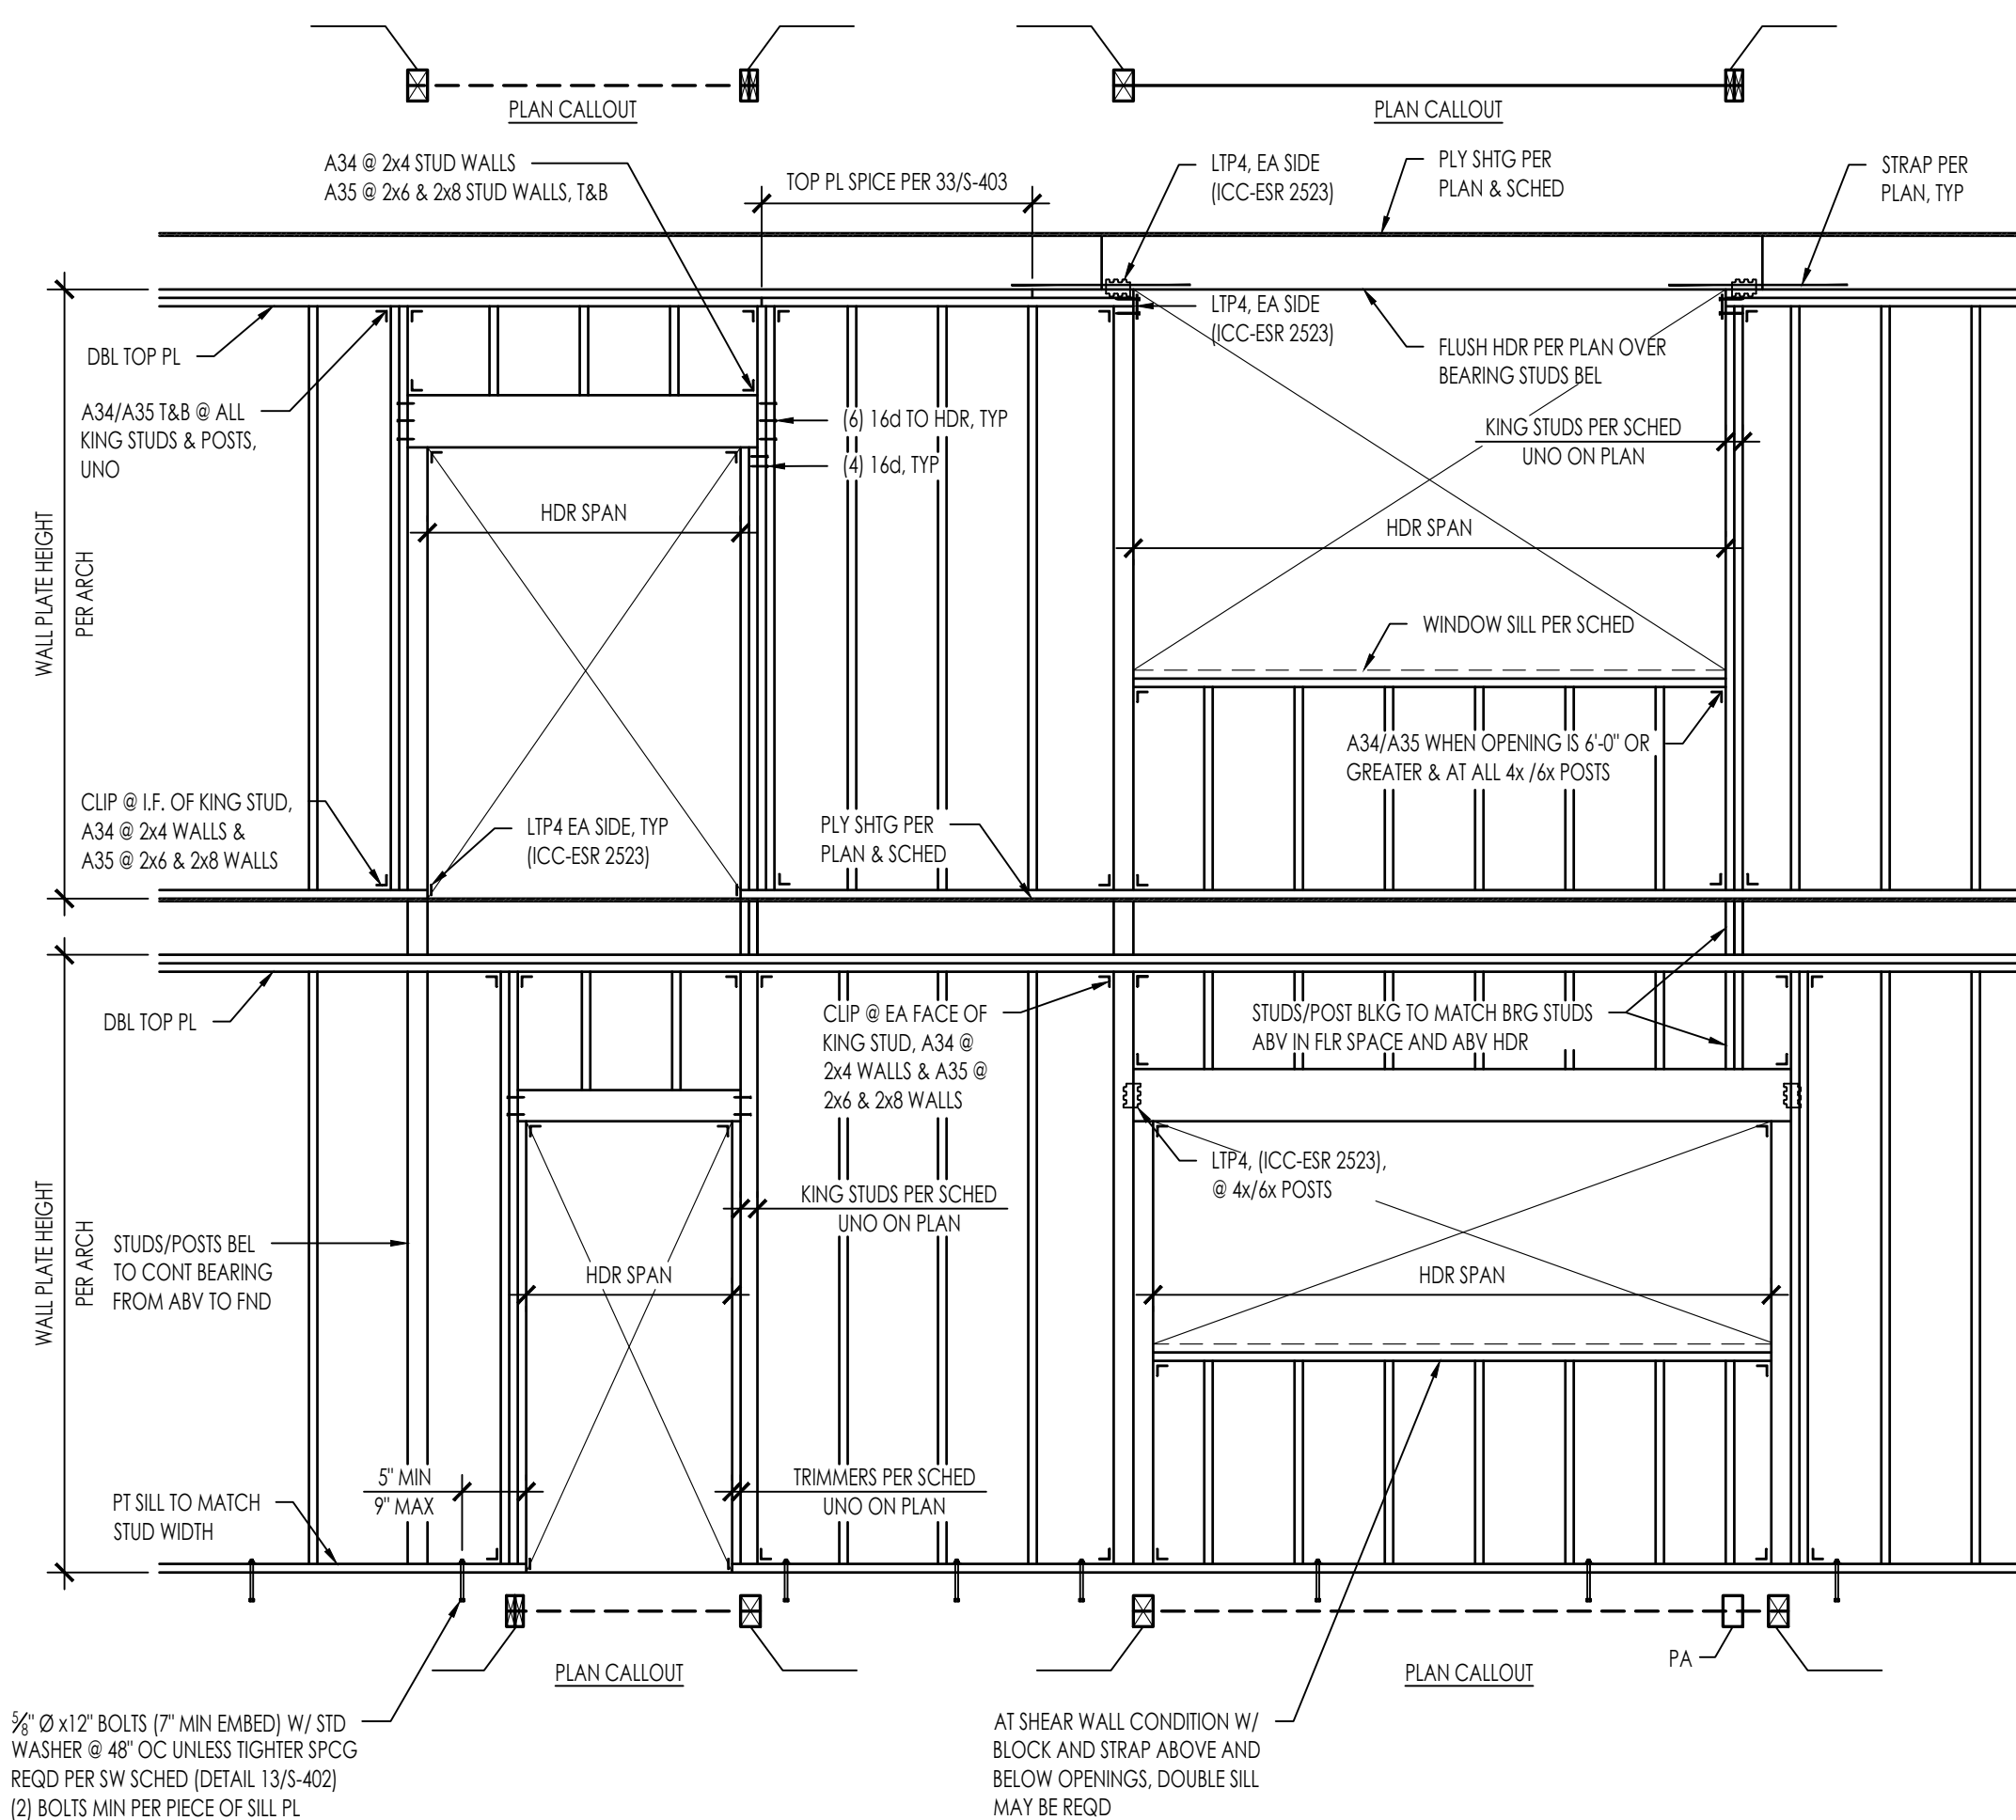 PLAN CALLOUT
PLAN CALLOUT
A34 @ 2x4 STUD WALLS
A35 @ 2x6 & 2x8 STUD WALLS, T&B
TOP PL SPICE PER 33/S-403
LTP4, EA SIDE
(ICC-ESR 2523)
PLY SHTG PER
PLAN & SCHED
STRAP PER
PLAN, TYP
DBL TOP PL
LTP4, EA SIDE
(ICC-ESR 2523)
FLUSH HDR PER PLAN OVER
BEARING STUDS BEL
A34/A35 T&B @ ALL
KING STUDS & POSTS,
UNO
(6) 16d TO HDR, TYP
(4) 16d, TYP
KING STUDS PER SCHED
UNO ON PLAN
HDR SPAN
HDR SPAN
WALL PLATE HEIGHT
PER ARCH
WINDOW SILL PER SCHED
A34/A35 WHEN OPENING IS 6'-0" OR
GREATER & AT ALL 4x /6x POSTS
CLIP @ I.F. OF KING STUD,
A34 @ 2x4 WALLS &
A35 @ 2x6 & 2x8 WALLS
LTP4 EA SIDE, TYP
(ICC-ESR 2523)
PLY SHTG PER
PLAN & SCHED
DBL TOP PL
CLIP @ EA FACE OF
KING STUD, A34 @
2x4 WALLS & A35 @
2x6 & 2x8 WALLS
STUDS/POST BLKG TO MATCH BRG STUDS
ABV IN FLR SPACE AND ABV HDR
LTP4, (ICC-ESR 2523),
@ 4x/6x POSTS
KING STUDS PER SCHED
UNO ON PLAN
WALL PLATE HEIGHT
PER ARCH
STUDS/POSTS BEL
TO CONT BEARING
FROM ABV TO FND
HDR SPAN
HDR SPAN
5" MIN
9" MAX
TRIMMERS PER SCHED
UNO ON PLAN
PT SILL TO MATCH
STUD WIDTH
PLAN CALLOUT
PLAN CALLOUT
PA
⅝" Ø x12" BOLTS (7" MIN EMBED) W/ STD
WASHER @ 48" OC UNLESS TIGHTER SPCG
REQD PER SW SCHED (DETAIL 13/S-402)
(2) BOLTS MIN PER PIECE OF SILL PL
AT SHEAR WALL CONDITION W/
BLOCK AND STRAP ABOVE AND
BELOW OPENINGS, DOUBLE SILL
MAY BE REQD